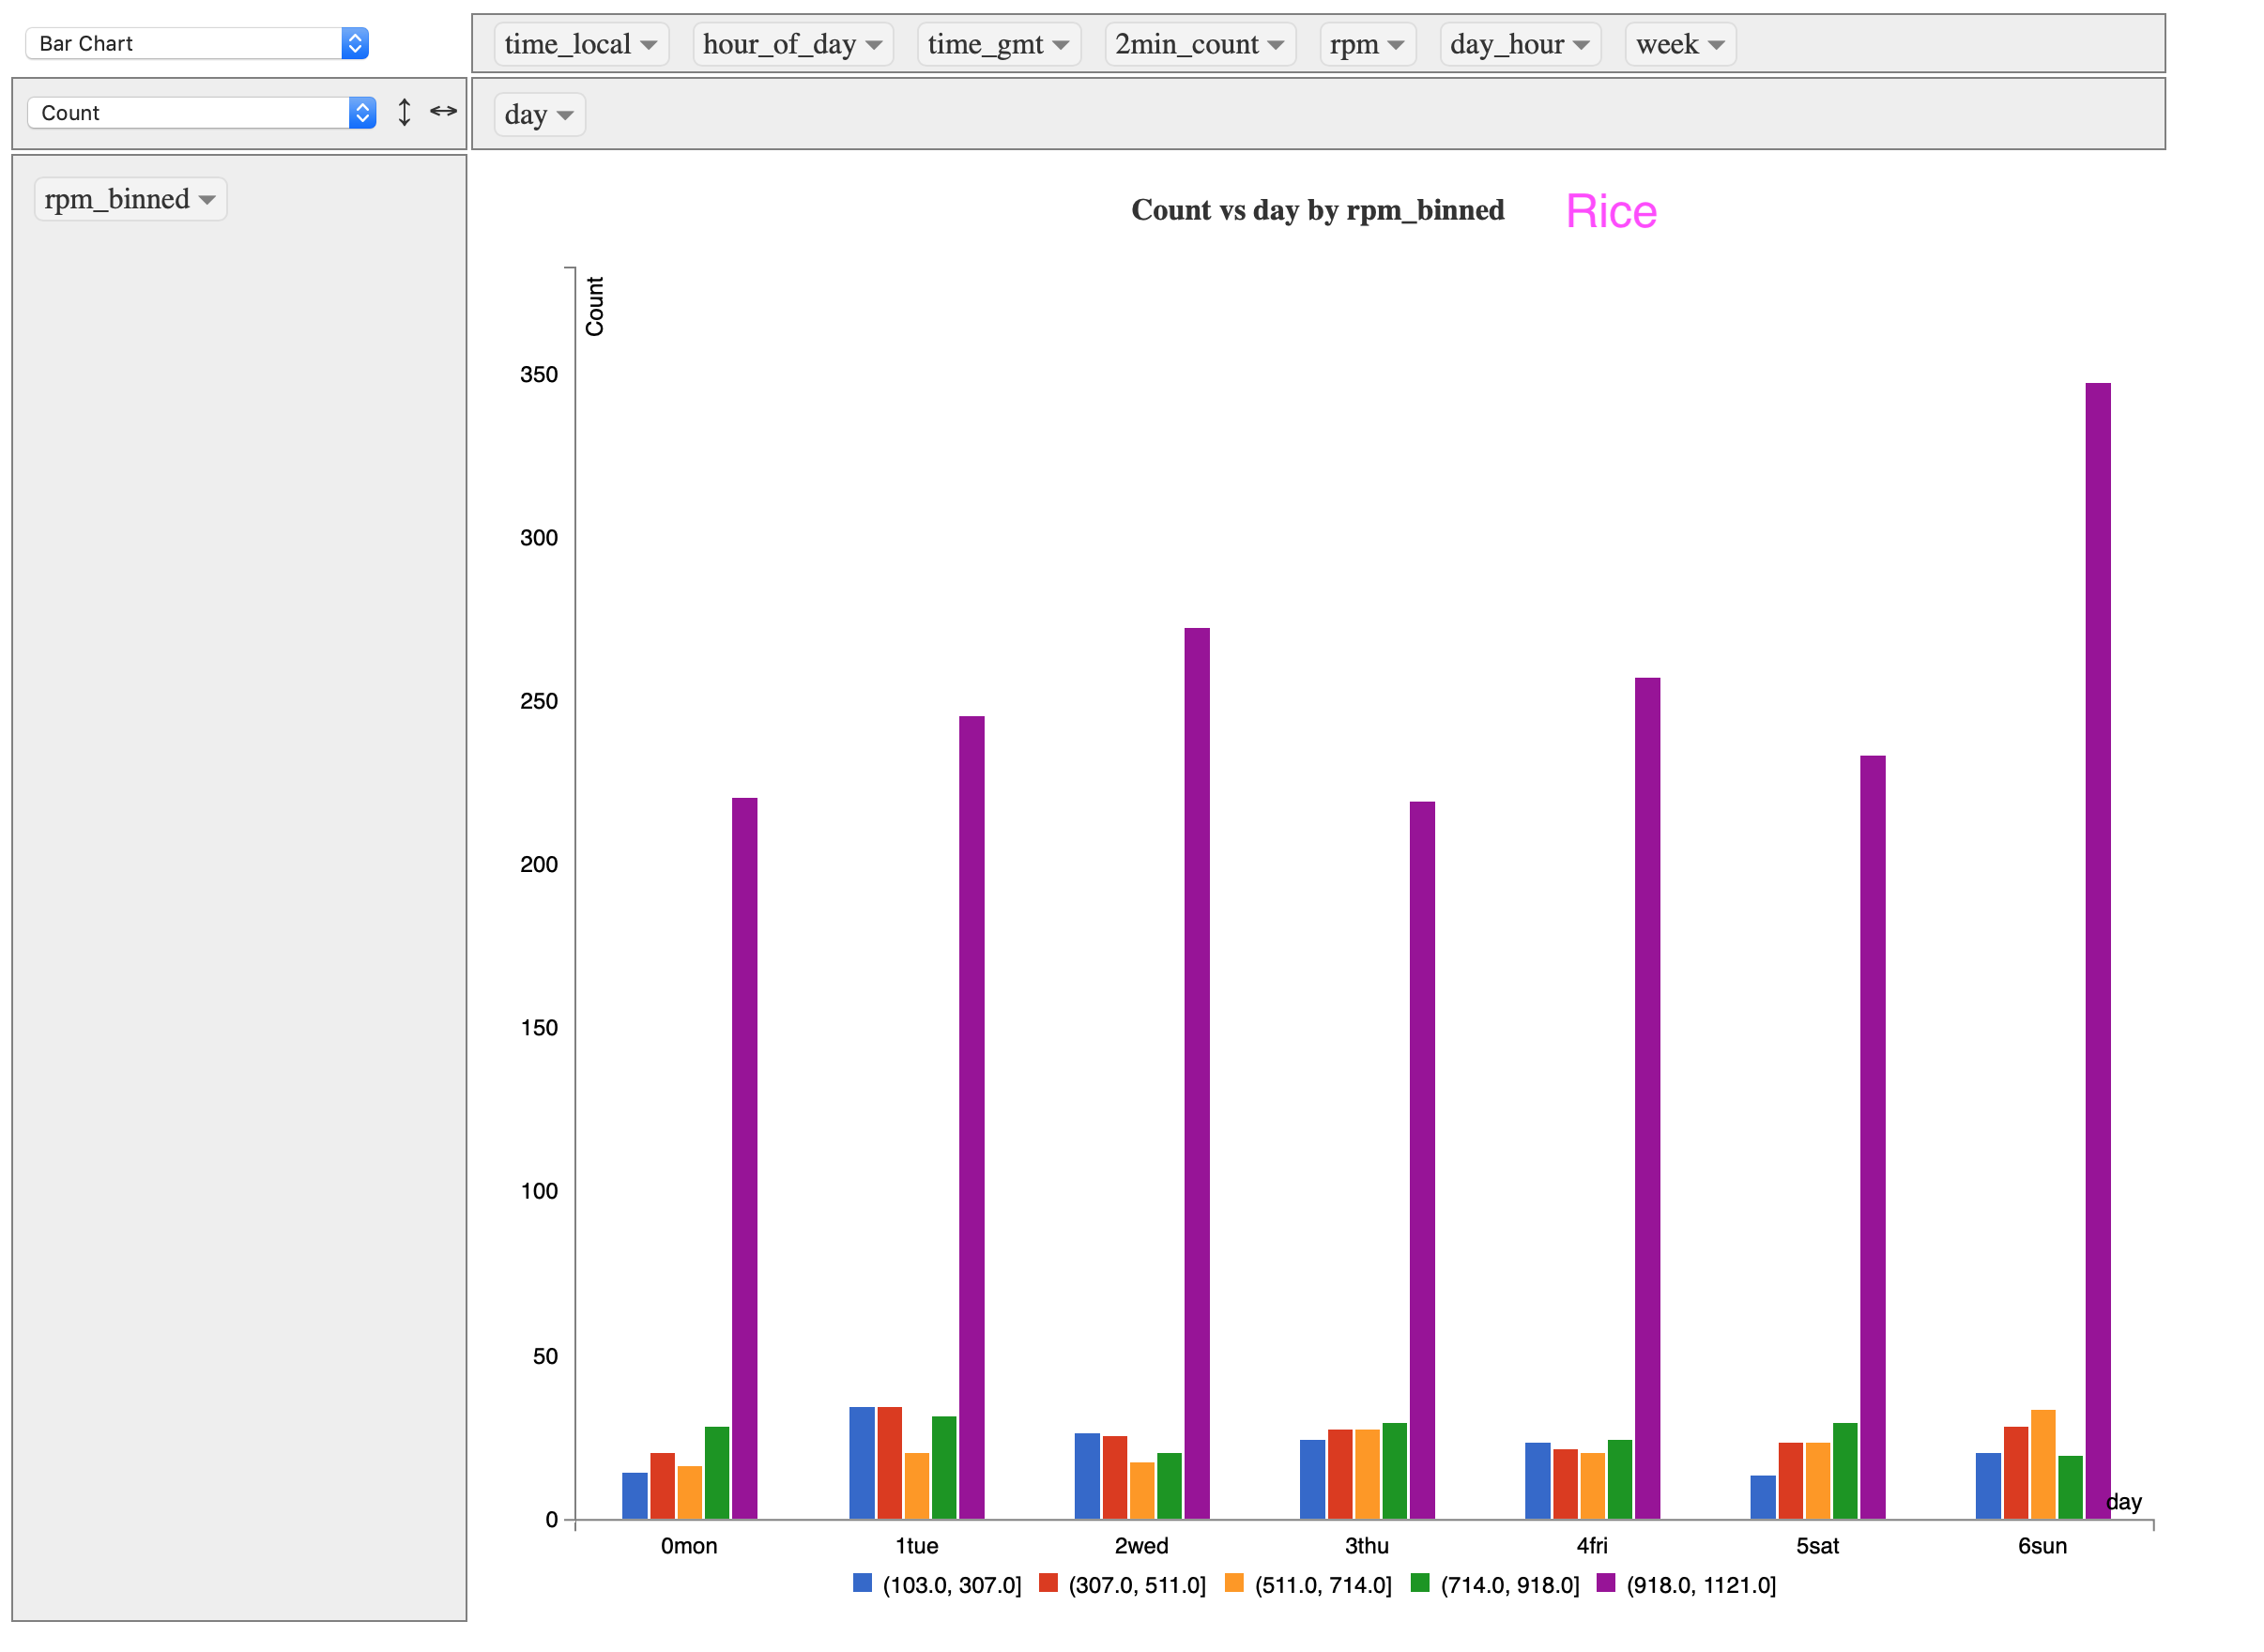 Bar Chart
time_local hour_of_day time_gmt 2min_count rpm day_hour week
Count
day
rpm_binned
Count vs day by rpm_binned Rice
Count
350
300
250
200
150
100
50
0
day
0mon 1tue 2wed 3thu 4fri 5sat 6sun
(103.0, 307.0] (307.0, 511.0] (511.0, 714.0] (714.0, 918.0] (918.0, 1121.0]